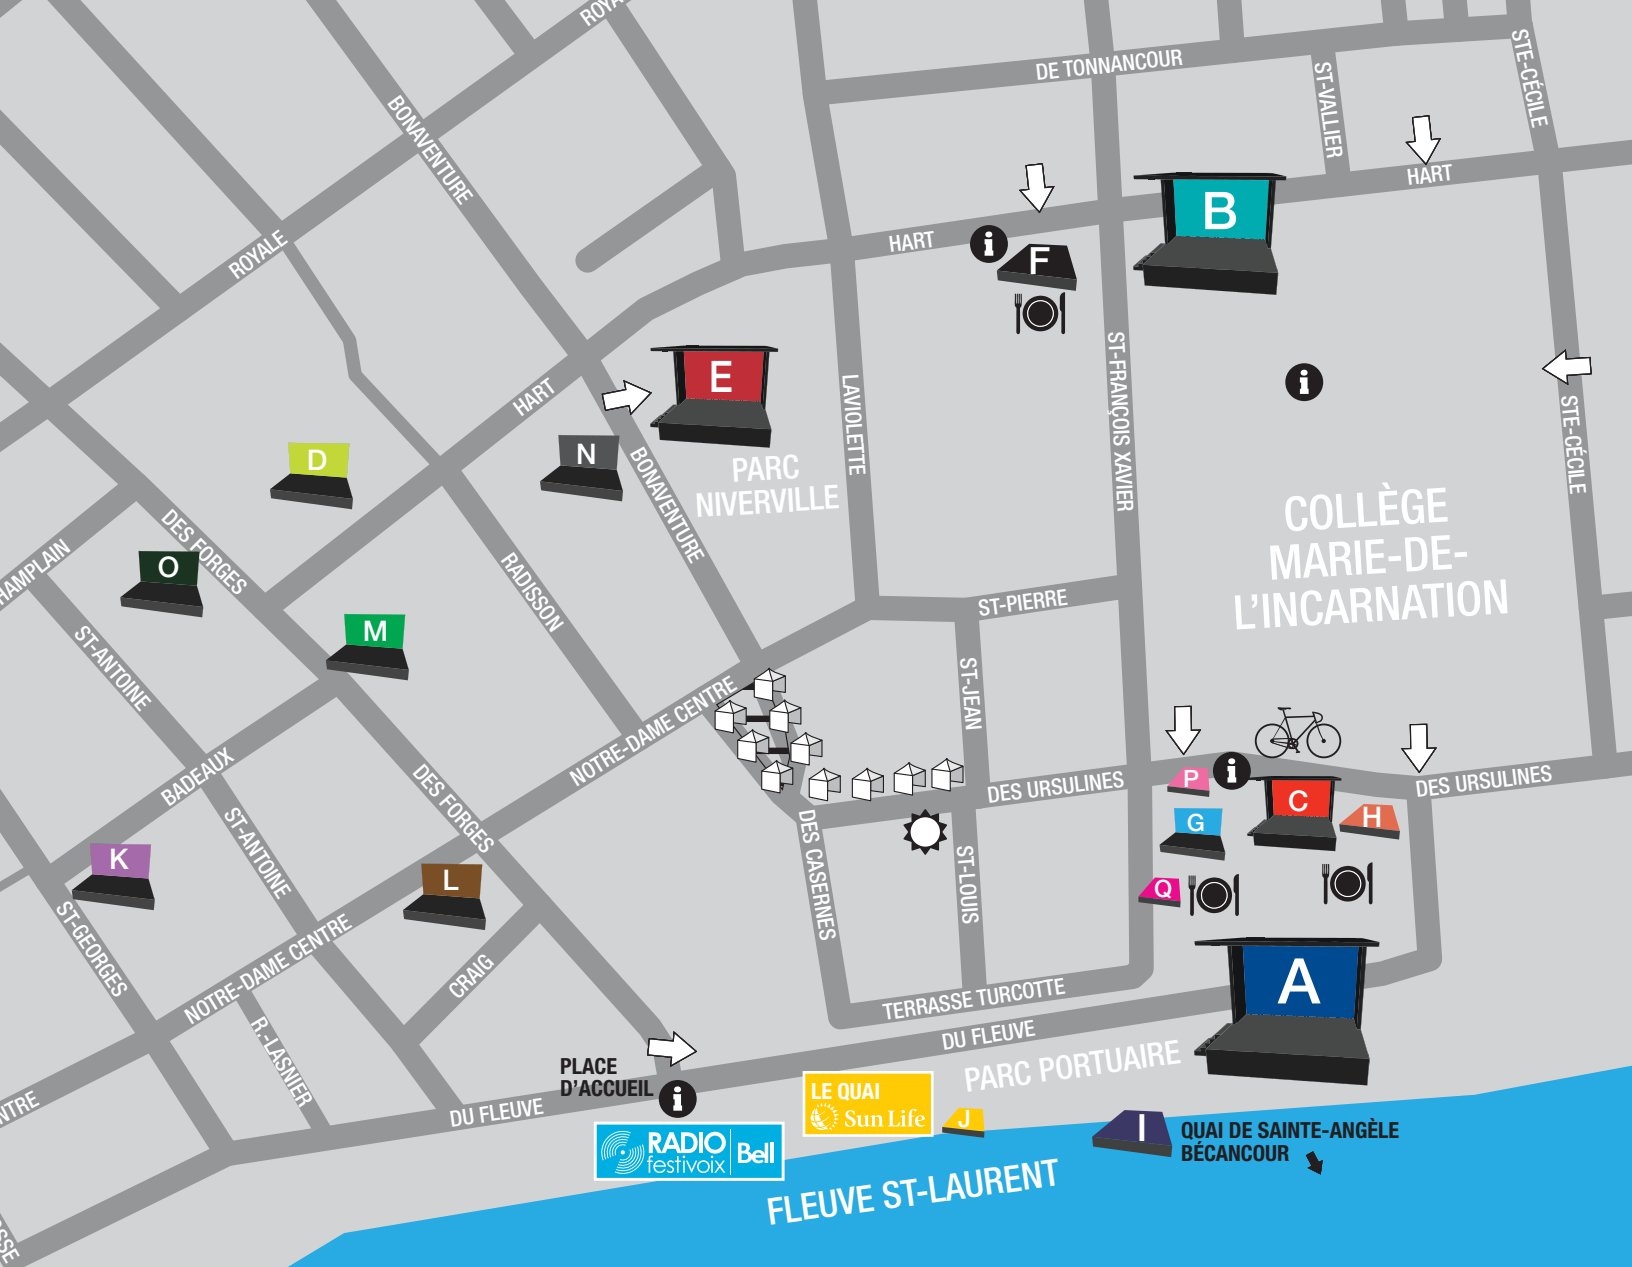 ROYA
DE TONNANCOUR
STE-CÉCILE
ST-VALLIER
BONAVENTURE
HART
B
ROYALE
HART
i
F
E
HART
ST-FRANÇOIS XAVIER
LAVIOLETTE
i
STE-CÉCILE
D
N
BONAVENTURE
PARC
NIVERVILLE
COLLÈGE
MARIE-DE-
L'INCARNATION
DES FORGES
HAMPLAIN
O
RADISSON
ST-PIERRE
M
ST-ANTOINE
ST-JEAN
NOTRE-DAME CENTRE
BADEAUX
DES FORGES
DES URSULINES
P
i
C
H
G
DES URSULINES
ST-ANTOINE
DES CASERNES
ST-LOUIS
K
L
Q
ST-GEORGES
NOTRE-DAME CENTRE
CRAIG
A
TERRASSE TURCOTTE
R.-LASNIER
DU FLEUVE
PARC PORTUAIRE
PLACE
D'ACCUEIL
i
NTRE
DU FLEUVE
LE QUAI
Sun Life
J
I
QUAI DE SAINTE-ANGÈLE
BÉCANCOUR
RADIO
festivoix
Bell
FLEUVE ST-LAURENT
SSE